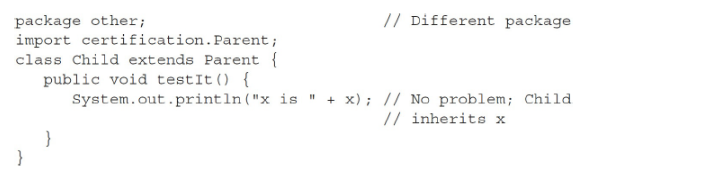 package other;                          // Different package
import certification.Parent;
class Child extends Parent {
   public void testIt() {
      System.out.println("x is " + x); // No problem; Child
                                        // inherits x
   }
}